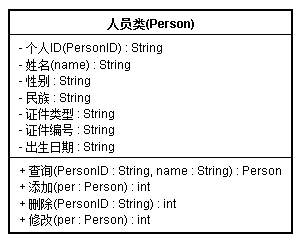 人员类(Person)
- 个人ID(PersonID) : String
- 姓名(name) : String
- 性别 : String
- 民族 : String
- 证件类型 : String
- 证件编号 : String
- 出生日期 : String
+ 查询(PersonID : String, name : String) : Person
+ 添加(per : Person) : int
+ 删除(PersonID : String) : int
+ 修改(per : Person) : int